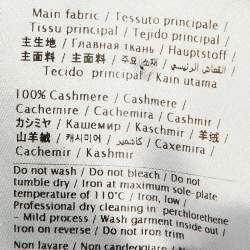 Main fabric / Tessuto principale /
Tissu principal / Tejido principal /
主生地 / Главная ткань / Hauptstoff /
主面料 / 主面料 / 주요 소재 / القماش الرئيسي /
Tecido principal / Kain utama
100% Cashmere / Cashmere /
Cachemire / Cachemira / Cashmir /
カシミヤ / Кашемир / Kaschmir / 羊绒 /
山羊絨 / 캐시미어 / كاشمير / Caxemira /
Cachemir / Kashmir
Do not wash / Do not bleach / Do not
tumble dry / Iron at maximum sole-plate
temperature of 110°C / Iron, low /
Professional dry cleaning in perchlorethene
- Mild process / Wash garment inside out /
Iron on reverse / Do not iron trim
Non lavare / Non candeggiare / Non